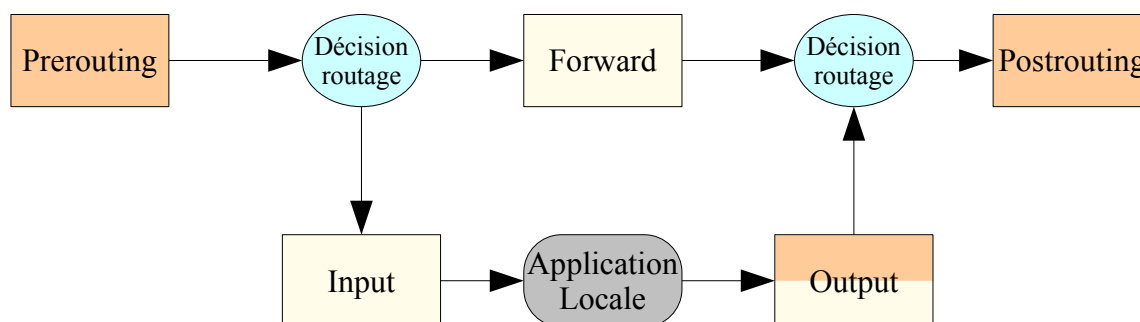 Prerouting
Décision
routage
Forward
Décision
routage
Postrouting
Input
Application
Locale
Output